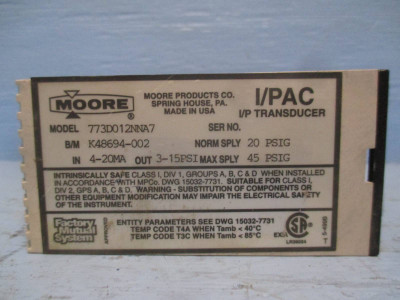 MOORE
MOORE PRODUCTS CO.
SPRING HOUSE, PA.
MADE IN USA
I/PAC
I/P TRANSDUCER
MODEL 773D012NNA7 SER NO.
B/M K48694-002 NORM SPLY 20 PSIG
IN 4-20MA OUT 3-15PSI MAX SPLY 45 PSIG
INTRINSICALLY SAFE CLASS I, DIV 1, GROUPS A, B, C & D WHEN INSTALLED
IN ACCORDANCE WITH MPCo. DWG 15032-7731. SUITABLE FOR CLASS I,
DIV 2, GPS A, B, C & D. WARNING - SUBSTITUTION OF COMPONENTS OR
OTHER EQUIPMENT MODIFICATION MAY IMPAIR THE ELECTRICAL SAFETY
OF THE INSTRUMENT.
Factory Mutual System
APPROVED
ENTITY PARAMETERS SEE DWG 15032-7731
TEMP CODE T4A WHEN Tamb < 40°C
TEMP CODE T3C WHEN Tamb < 85°C
EXIA